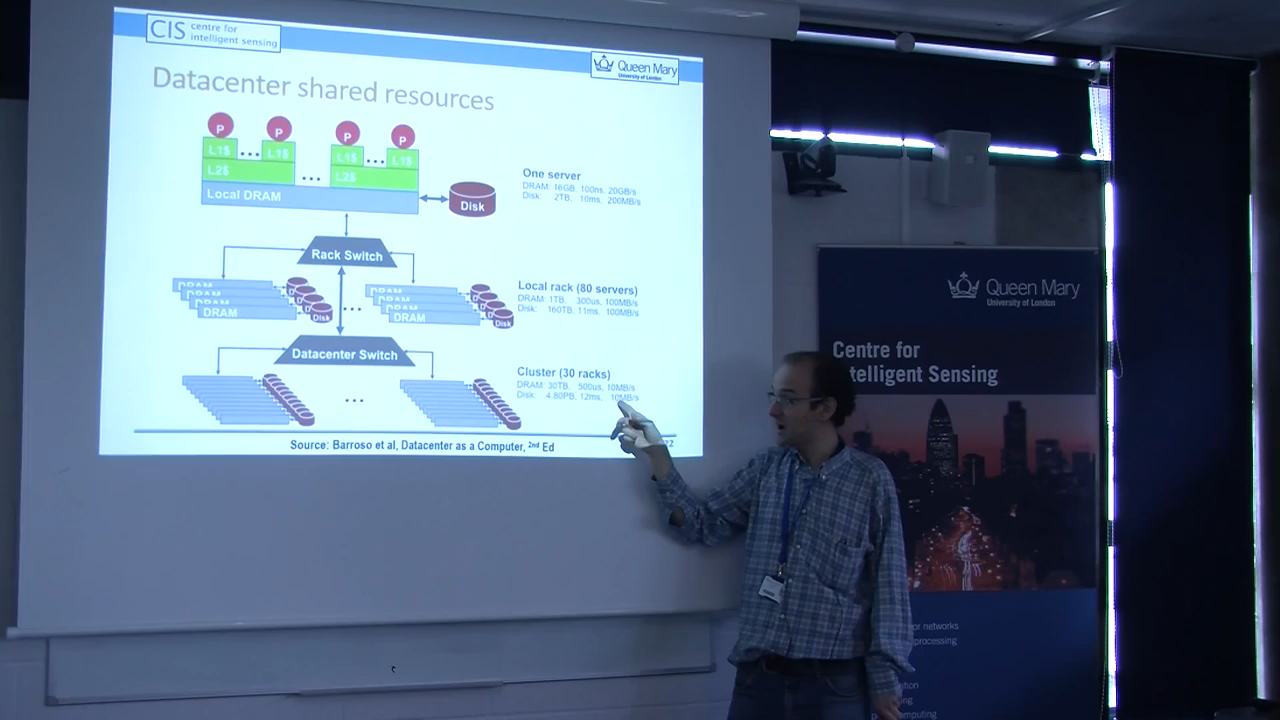 CIS centre for
intelligent sensing
Queen Mary
University of London
Datacenter shared resources
P P P P
L1$ ... L1$ L1$ ... L1$
L2$ ... L2$
Local DRAM
Disk
One server
DRAM: 16GB, 100ns, 20GB/s
Disk: 2TB, 10ms, 200MB/s
Rack Switch
DRAM
DRAM
Disk
...
DRAM
DRAM
Disk
Local rack (80 servers)
DRAM: 1TB, 300us, 100MB/s
Disk: 160TB, 11ms, 100MB/s
Datacenter Switch
...
Cluster (30 racks)
DRAM: 30TB, 500us, 10MB/s
Disk: 4.80PB, 12ms, 10MB/s
Source: Barroso et al, Datacenter as a Computer, 2nd Ed
Queen Mary
University of London
Centre for
telligent Sensing
or networks
processing